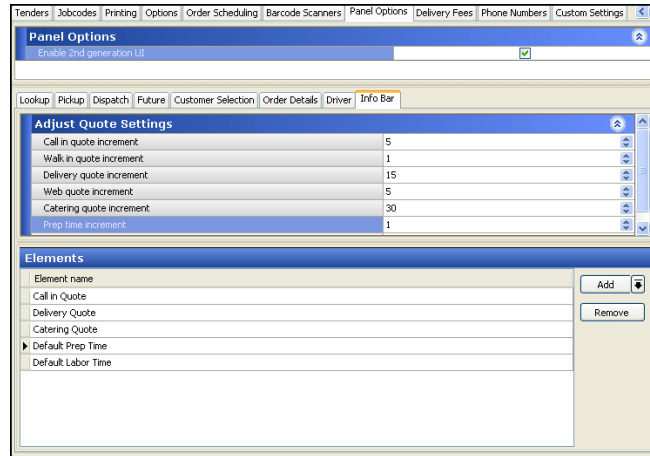 Tenders Jobcodes Printing Options Order Scheduling Barcode Scanners Panel Options Delivery Fees Phone Numbers Custom Settings
Panel Options
Enable 2nd generation UI
Lookup Pickup Dispatch Future Customer Selection Order Details Driver Info Bar
Adjust Quote Settings
Call in quote increment 5
Walk in quote increment 1
Delivery quote increment 15
Web quote increment 5
Catering quote increment 30
Prep time increment 1
Elements
Element name
Add
Call in Quote
Delivery Quote
Remove
Catering Quote
Default Prep Time
Default Labor Time